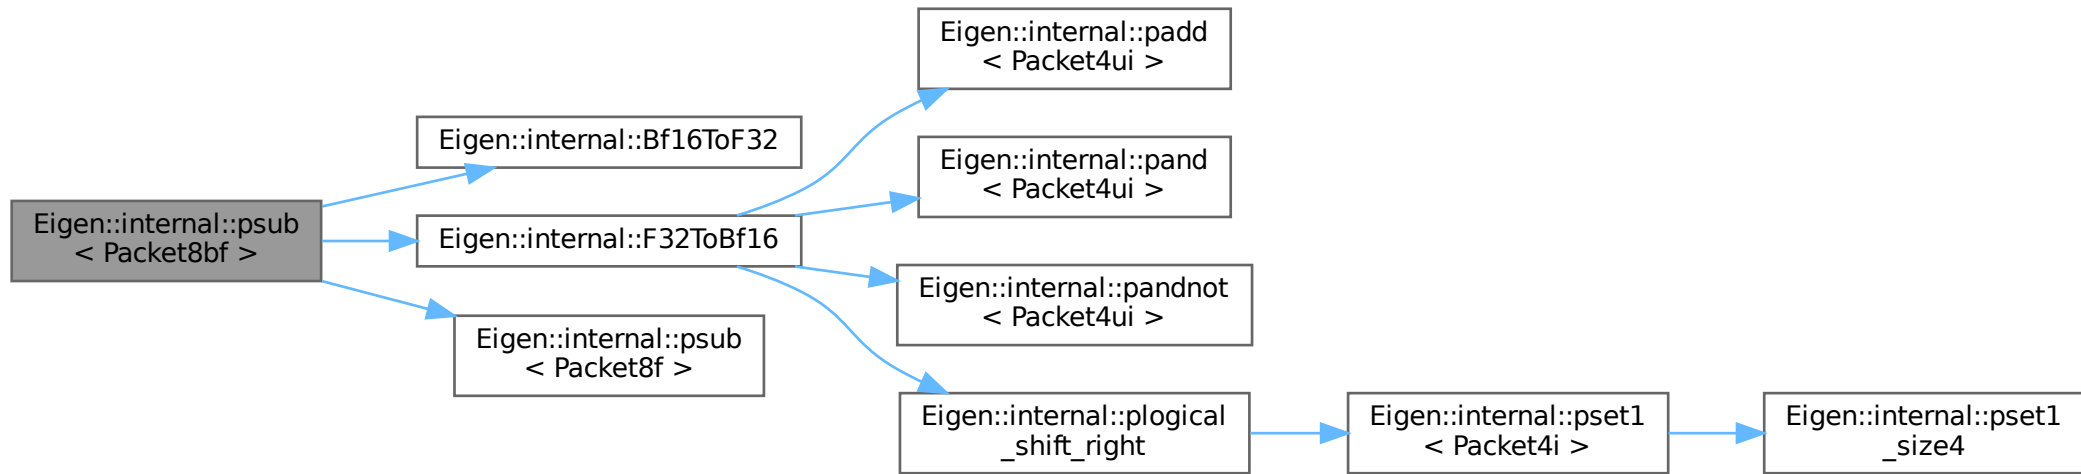 Eigen::internal::psub
< Packet8bf >
Eigen::internal::Bf16ToF32
Eigen::internal::F32ToBf16
Eigen::internal::psub
< Packet8f >
Eigen::internal::padd
< Packet4ui >
Eigen::internal::pand
< Packet4ui >
Eigen::internal::pandnot
< Packet4ui >
Eigen::internal::plogical
_shift_right
Eigen::internal::pset1
< Packet4i >
Eigen::internal::pset1
_size4